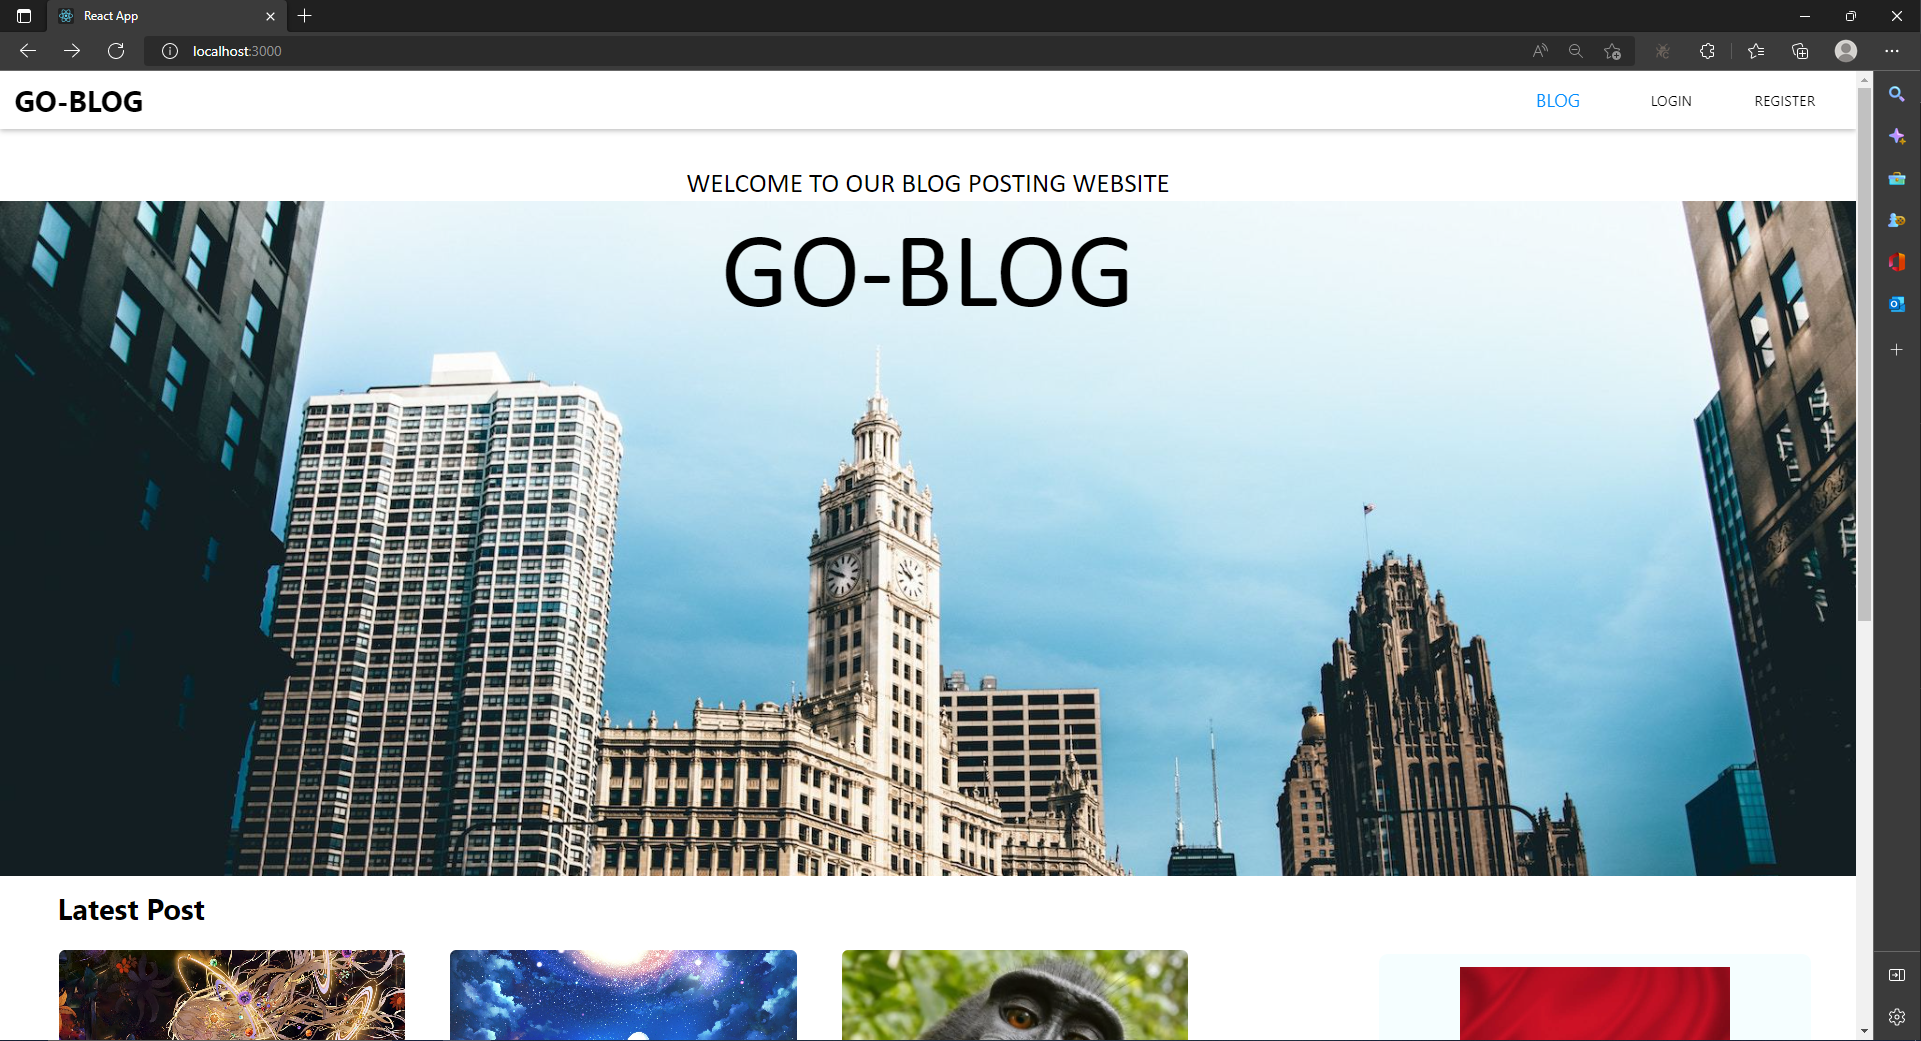 React App
localhost:3000
GO-BLOG
BLOG
LOGIN
REGISTER
WELCOME TO OUR BLOG POSTING WEBSITE
GO-BLOG
Latest Post